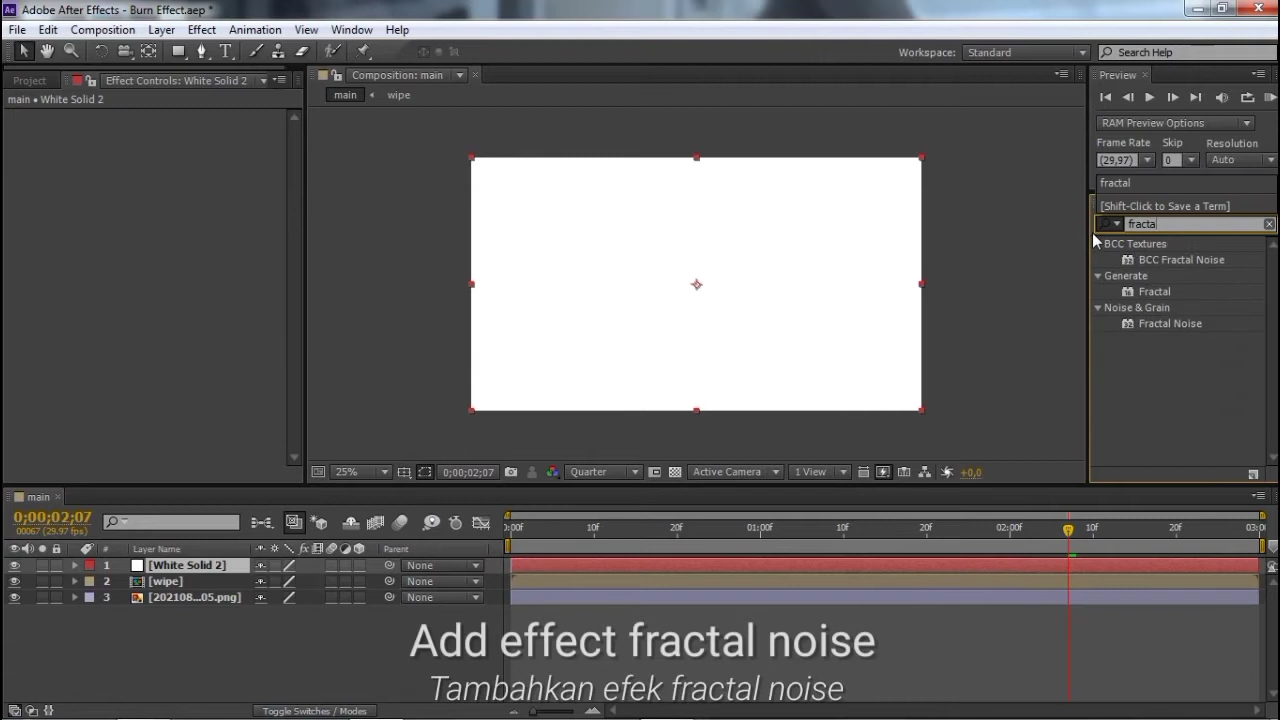 Adobe After Effects - Burn Effect.aep *
File Edit Composition Layer Effect Animation View Window Help
Workspace: Standard Search Help
Project Effect Controls: White Solid 2
main • White Solid 2
Composition: main
main wipe
Preview
RAM Preview Options
Frame Rate Skip Resolution
(29,97) 0 Auto
fractal
[Shift-Click to Save a Term]
fracta
BCC Textures
BCC Fractal Noise
Generate
Fractal
Noise & Grain
Fractal Noise
25% 0;00;02;07 Quarter Active Camera 1 View +0,0
main
0;00;02;07
00067 (29.97 fps)
0:00f 10f 20f 01:00f 10f 20f 02:00f 10f 20f 03:0
# Layer Name Parent
1 [White Solid 2] None
2 [wipe] None
3 [202108...05.png] None
Add effect fractal noise
Tambahkan efek fractal noise
Toggle Switches / Modes